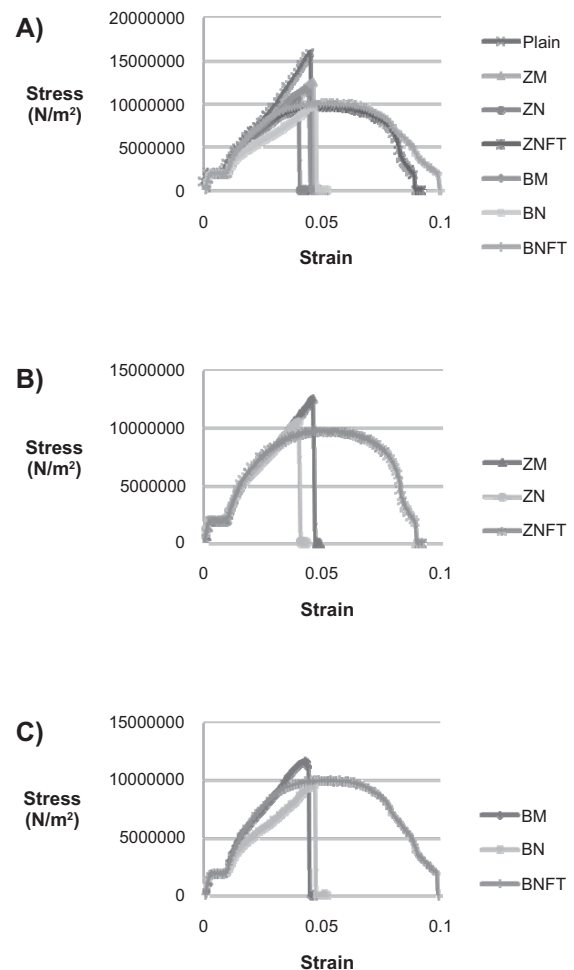 A)
Stress
(N/m²)
20000000
15000000
10000000
5000000
0
0
0.05
0.1
Strain
Plain
ZM
ZN
ZNFT
BM
BN
BNFT
B)
Stress
(N/m²)
15000000
10000000
5000000
0
0
0.05
0.1
Strain
ZM
ZN
ZNFT
C)
Stress
(N/m²)
15000000
10000000
5000000
0
0
0.05
0.1
Strain
BM
BN
BNFT